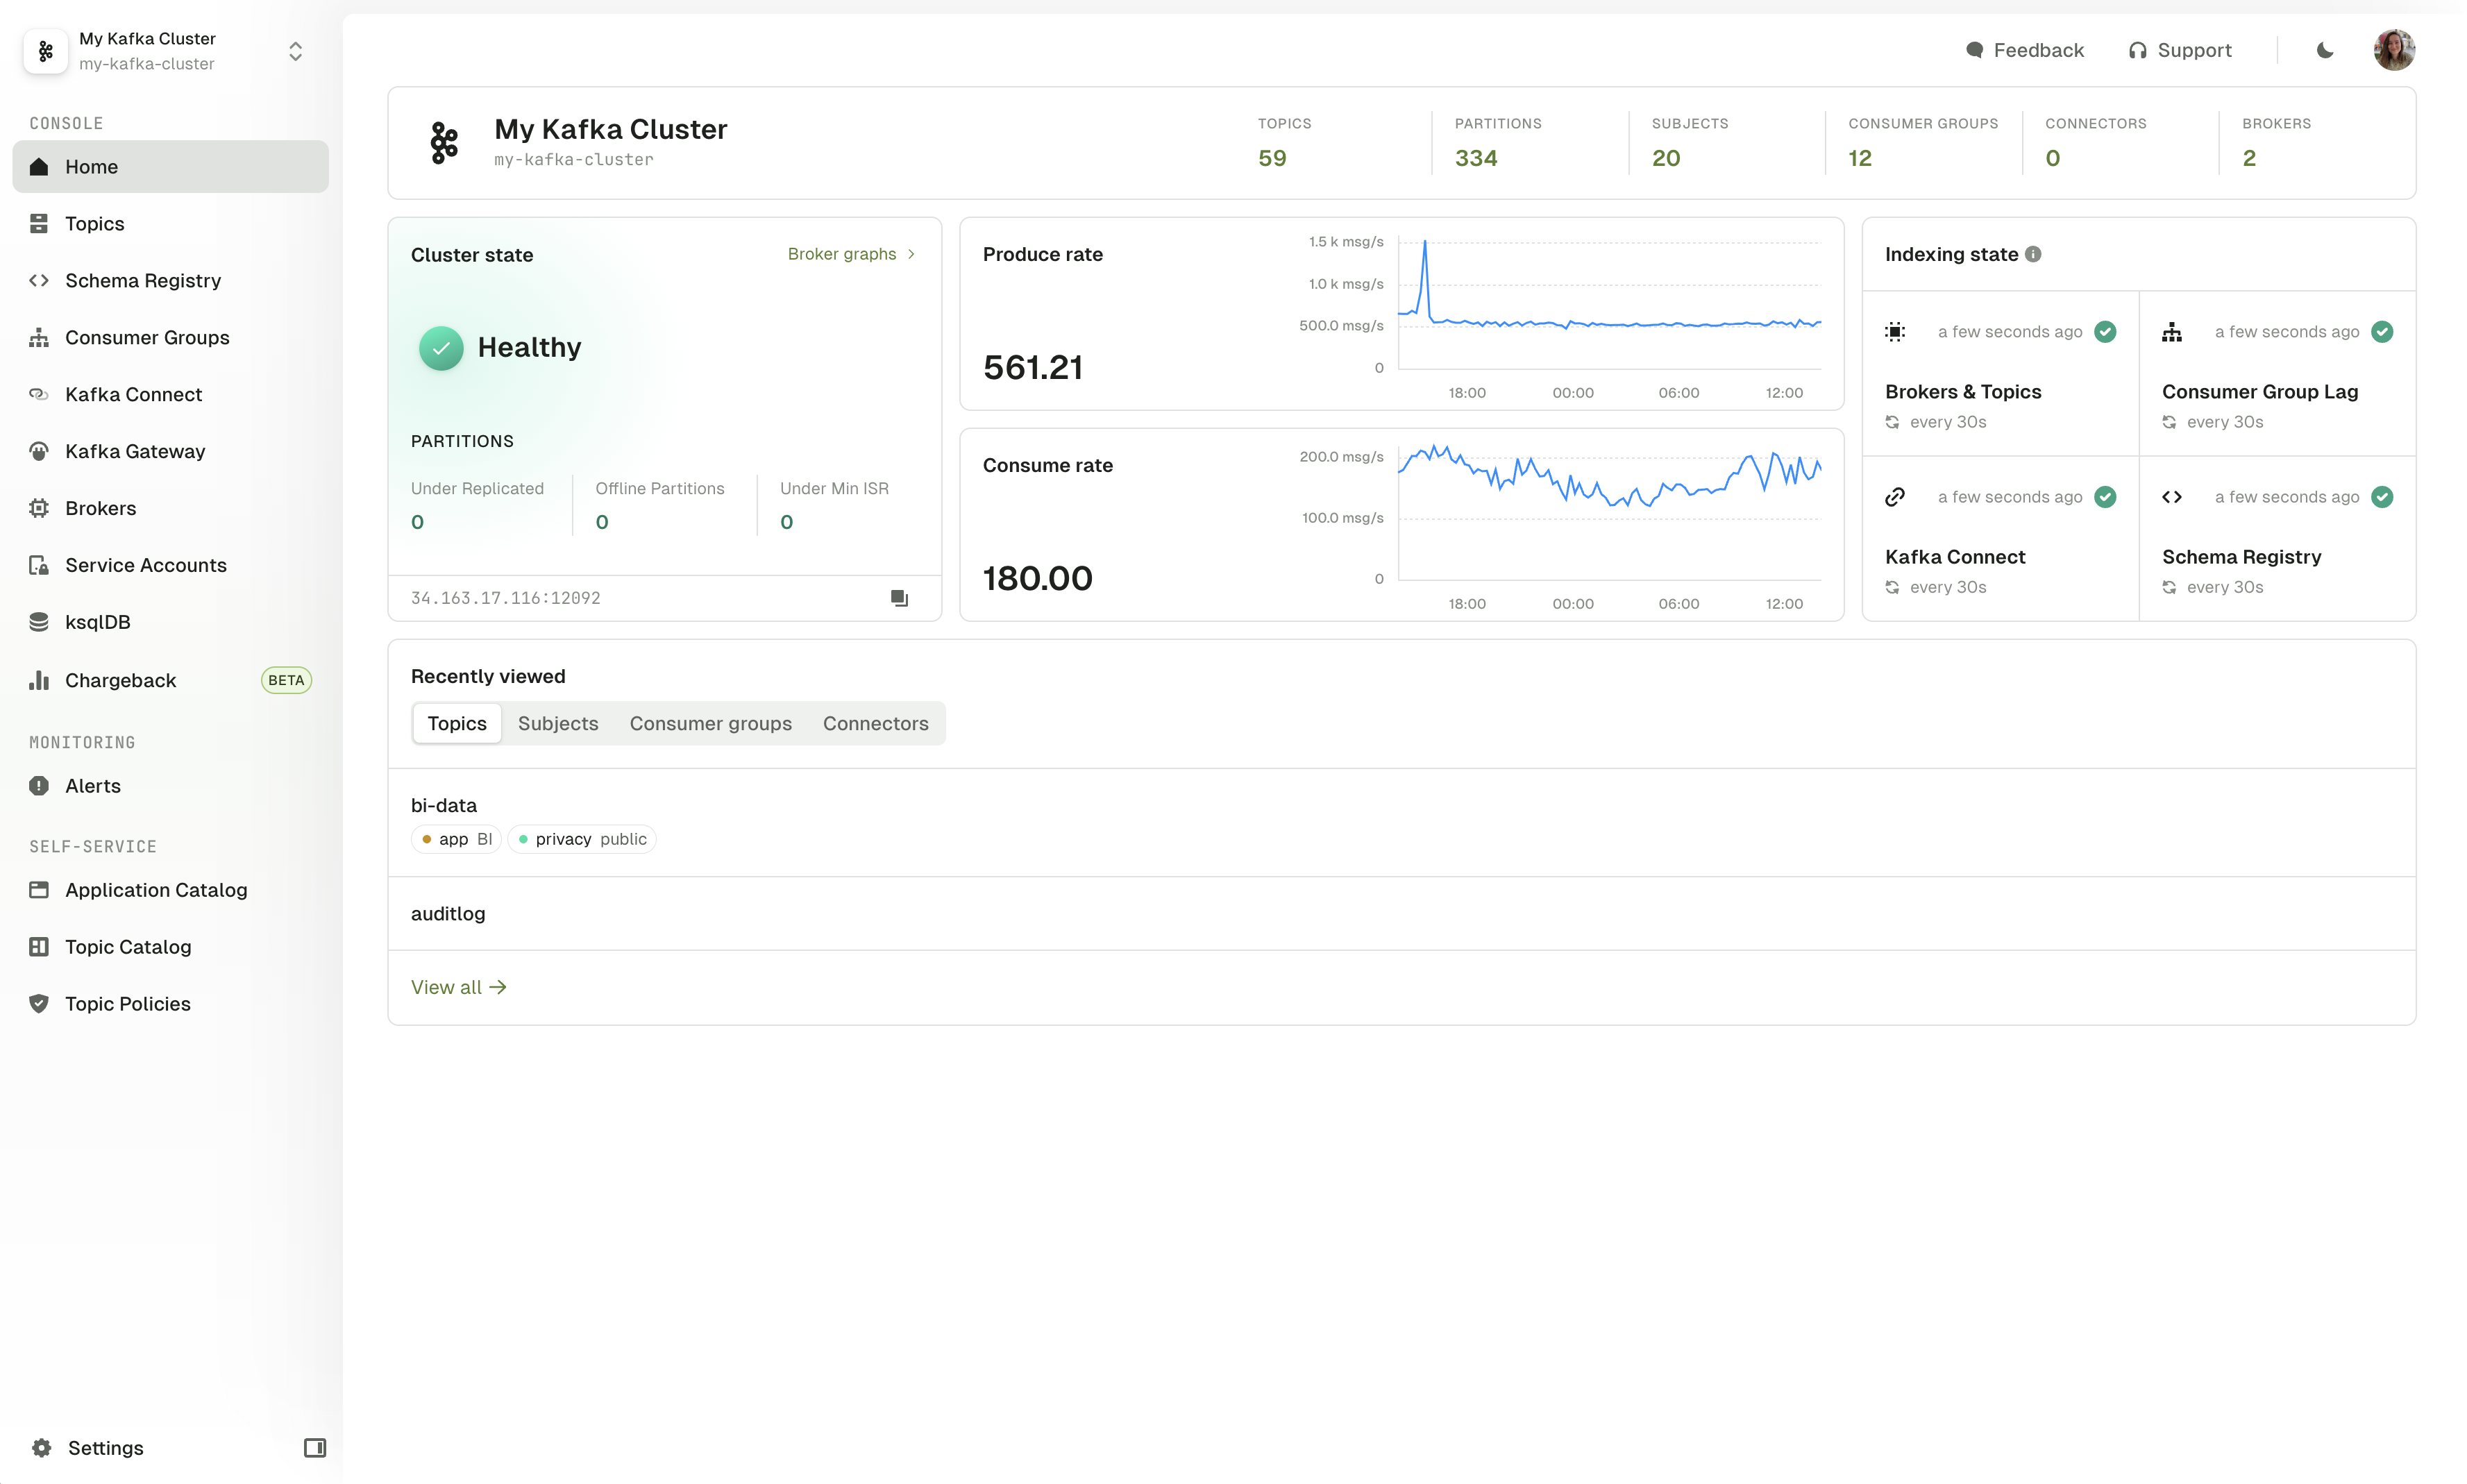 My Kafka Cluster
my-kafka-cluster
CONSOLE
Home
Topics
Schema Registry
Consumer Groups
Kafka Connect
Kafka Gateway
Brokers
Service Accounts
ksqlDB
Chargeback BETA
MONITORING
Alerts
SELF-SERVICE
Application Catalog
Topic Catalog
Topic Policies
Settings
Feedback Support
My Kafka Cluster
my-kafka-cluster
TOPICS PARTITIONS SUBJECTS CONSUMER GROUPS CONNECTORS BROKERS
59 334 20 12 0 2
Cluster state Broker graphs
Healthy
PARTITIONS
Under Replicated Offline Partitions Under Min ISR
0 0 0
34.163.17.116:12092
Produce rate
561.21
1.5 k msg/s
1.0 k msg/s
500.0 msg/s
0
18:00 00:00 06:00 12:00
Consume rate
180.00
200.0 msg/s
100.0 msg/s
0
18:00 00:00 06:00 12:00
Indexing state
a few seconds ago
Brokers & Topics
every 30s
a few seconds ago
Consumer Group Lag
every 30s
a few seconds ago
Kafka Connect
every 30s
a few seconds ago
Schema Registry
every 30s
Recently viewed
Topics Subjects Consumer groups Connectors
bi-data
app BI privacy public
auditlog
View all